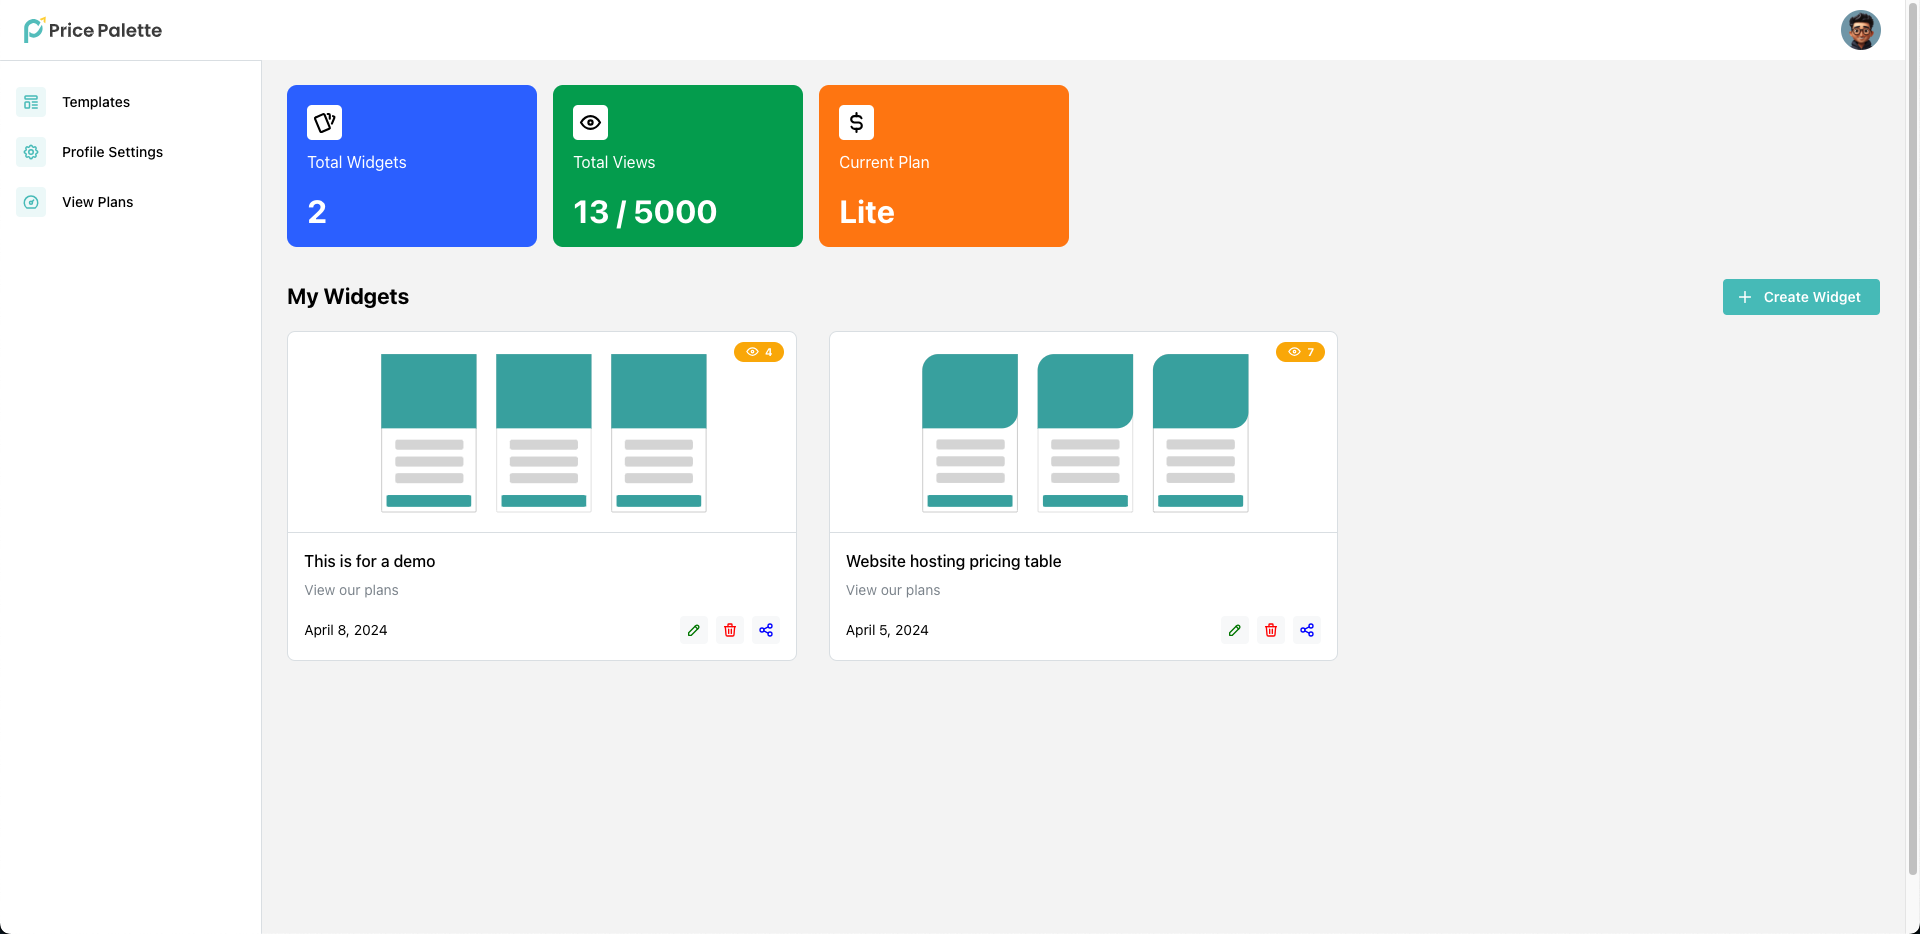 Price Palette
Templates
Profile Settings
View Plans
Total Widgets
2
Total Views
13 / 5000
Current Plan
Lite
My Widgets
Create Widget
4
This is for a demo
View our plans
April 8, 2024
7
Website hosting pricing table
View our plans
April 5, 2024